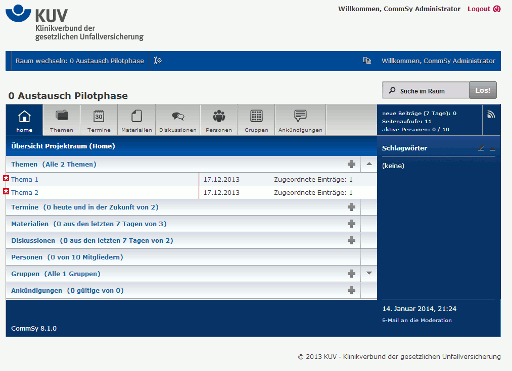 KUV
Klinikverbund der
gesetzlichen Unfallversicherung
Willkommen, CommSy Administrator Logout
Raum wechseln: 0 Austausch Pilotphase
Willkommen, CommSy Administrator
0 Austausch Pilotphase
Suche im Raum Los!
Home Themen Termine Materialien Diskussionen Personen Gruppen Ankündigungen
neue Beiträge (7 Tage): 0
Seitenaufrufe: 11
aktive Personen: 0 / 10
Übersicht Projektraum (Home)
Schlagwörter
(keine)
Themen (Alle 2 Themen)
Thema 1 17.12.2013 Zugeordnete Einträge: 1
Thema 2 17.12.2013 Zugeordnete Einträge: 1
Termine (0 heute und in der Zukunft von 2)
Materialien (0 aus den letzten 7 Tagen von 3)
Diskussionen (0 aus den letzten 7 Tagen von 2)
Personen (0 von 10 Mitgliedern)
Gruppen (Alle 1 Gruppen)
Ankündigungen (0 gültige von 0)
14. Januar 2014, 21:24
E-Mail an die Moderation
CommSy 8.1.0
© 2013 KUV - Klinikverbund der gesetzlichen Unfallversicherung